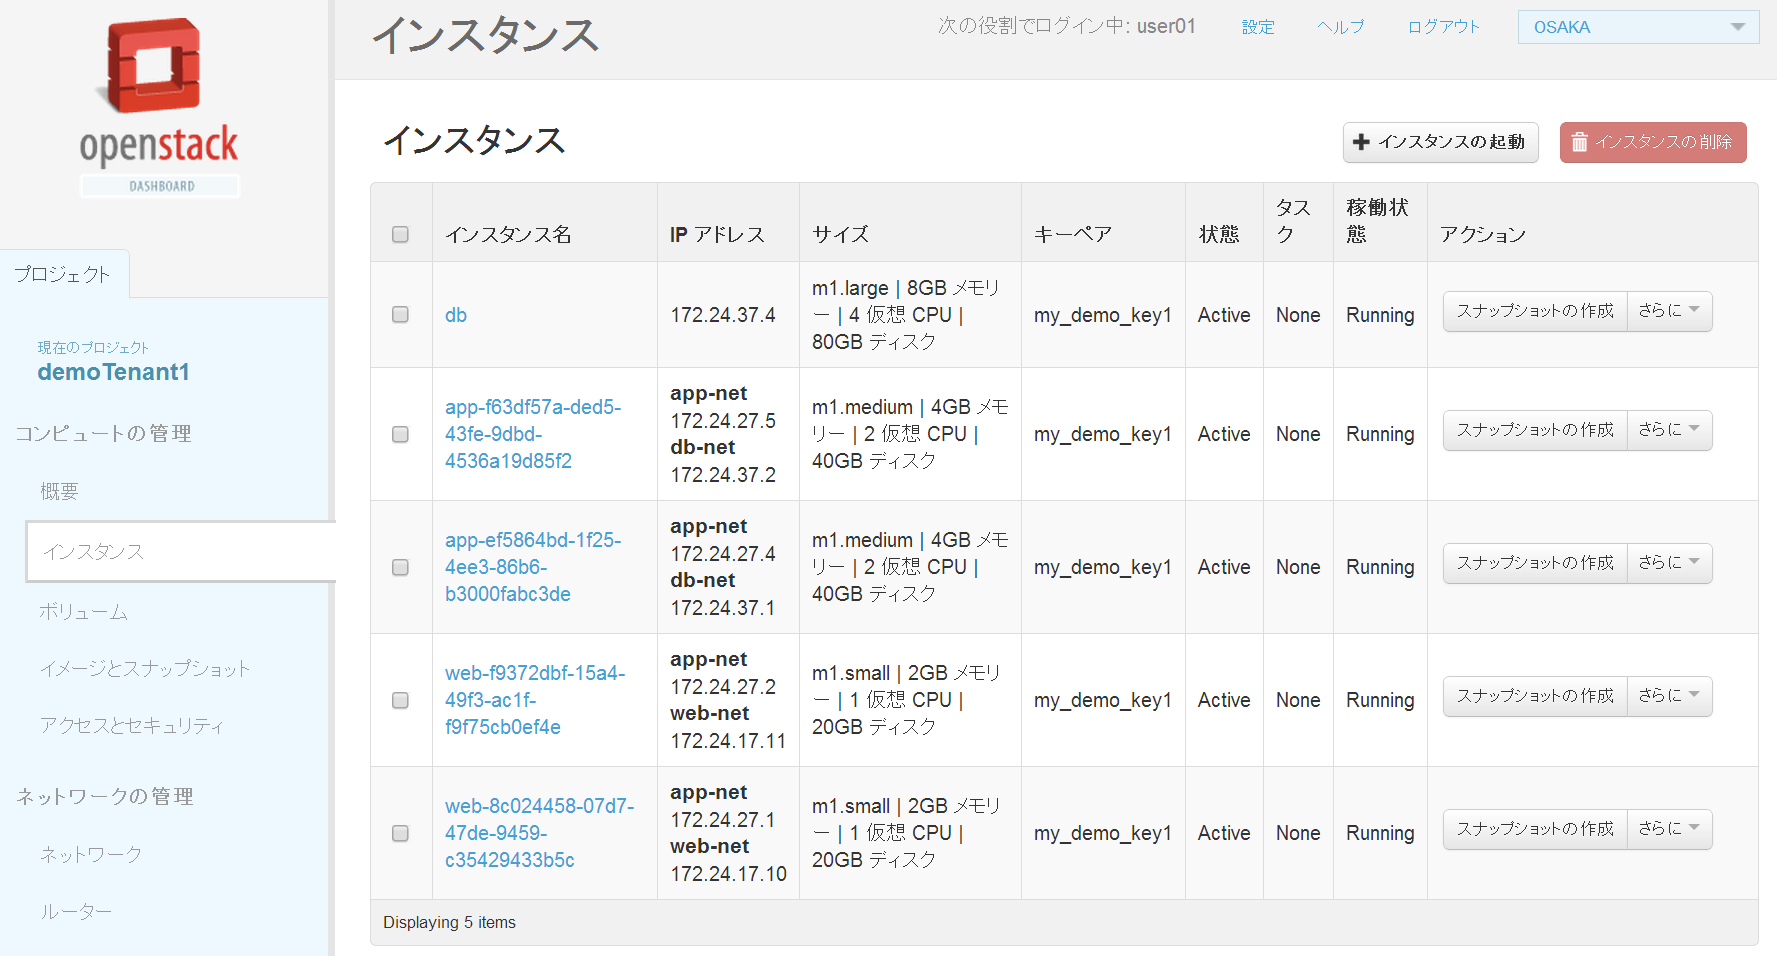 openstack
DASHBOARD
プロジェクト
現在のプロジェクト
demoTenant1
コンピュートの管理
概要
インスタンス
ボリューム
イメージとスナップショット
アクセスとセキュリティ
ネットワークの管理
ネットワーク
ルーター
インスタンス
次の役割でログイン中: user01
設定
ヘルプ
ログアウト
OSAKA
インスタンス
インスタンスの起動
インスタンスの削除
インスタンス名
IP アドレス
サイズ
キーペア
状態
タス
ク
稼働状
態
アクション
db
172.24.37.4
m1.large | 8GB メモリ
ー | 4 仮想 CPU |
80GB ディスク
my_demo_key1
Active
None
Running
スナップショットの作成
さらに
app-f63df57a-ded5-
43fe-9dbd-
4536a19d85f2
app-net
172.24.27.5
db-net
172.24.37.2
m1.medium | 4GB メモ
リー | 2 仮想 CPU |
40GB ディスク
my_demo_key1
Active
None
Running
スナップショットの作成
さらに
app-ef5864bd-1f25-
4ee3-86b6-
b3000fabc3de
app-net
172.24.27.4
db-net
172.24.37.1
m1.medium | 4GB メモ
リー | 2 仮想 CPU |
40GB ディスク
my_demo_key1
Active
None
Running
スナップショットの作成
さらに
web-f9372dbf-15a4-
49f3-ac1f-
f9f75cb0ef4e
app-net
172.24.27.2
web-net
172.24.17.11
m1.small | 2GB メモリ
ー | 1 仮想 CPU |
20GB ディスク
my_demo_key1
Active
None
Running
スナップショットの作成
さらに
web-8c024458-07d7-
47de-9459-
c35429433b5c
app-net
172.24.27.1
web-net
172.24.17.10
m1.small | 2GB メモリ
ー | 1 仮想 CPU |
20GB ディスク
my_demo_key1
Active
None
Running
スナップショットの作成
さらに
Displaying 5 items